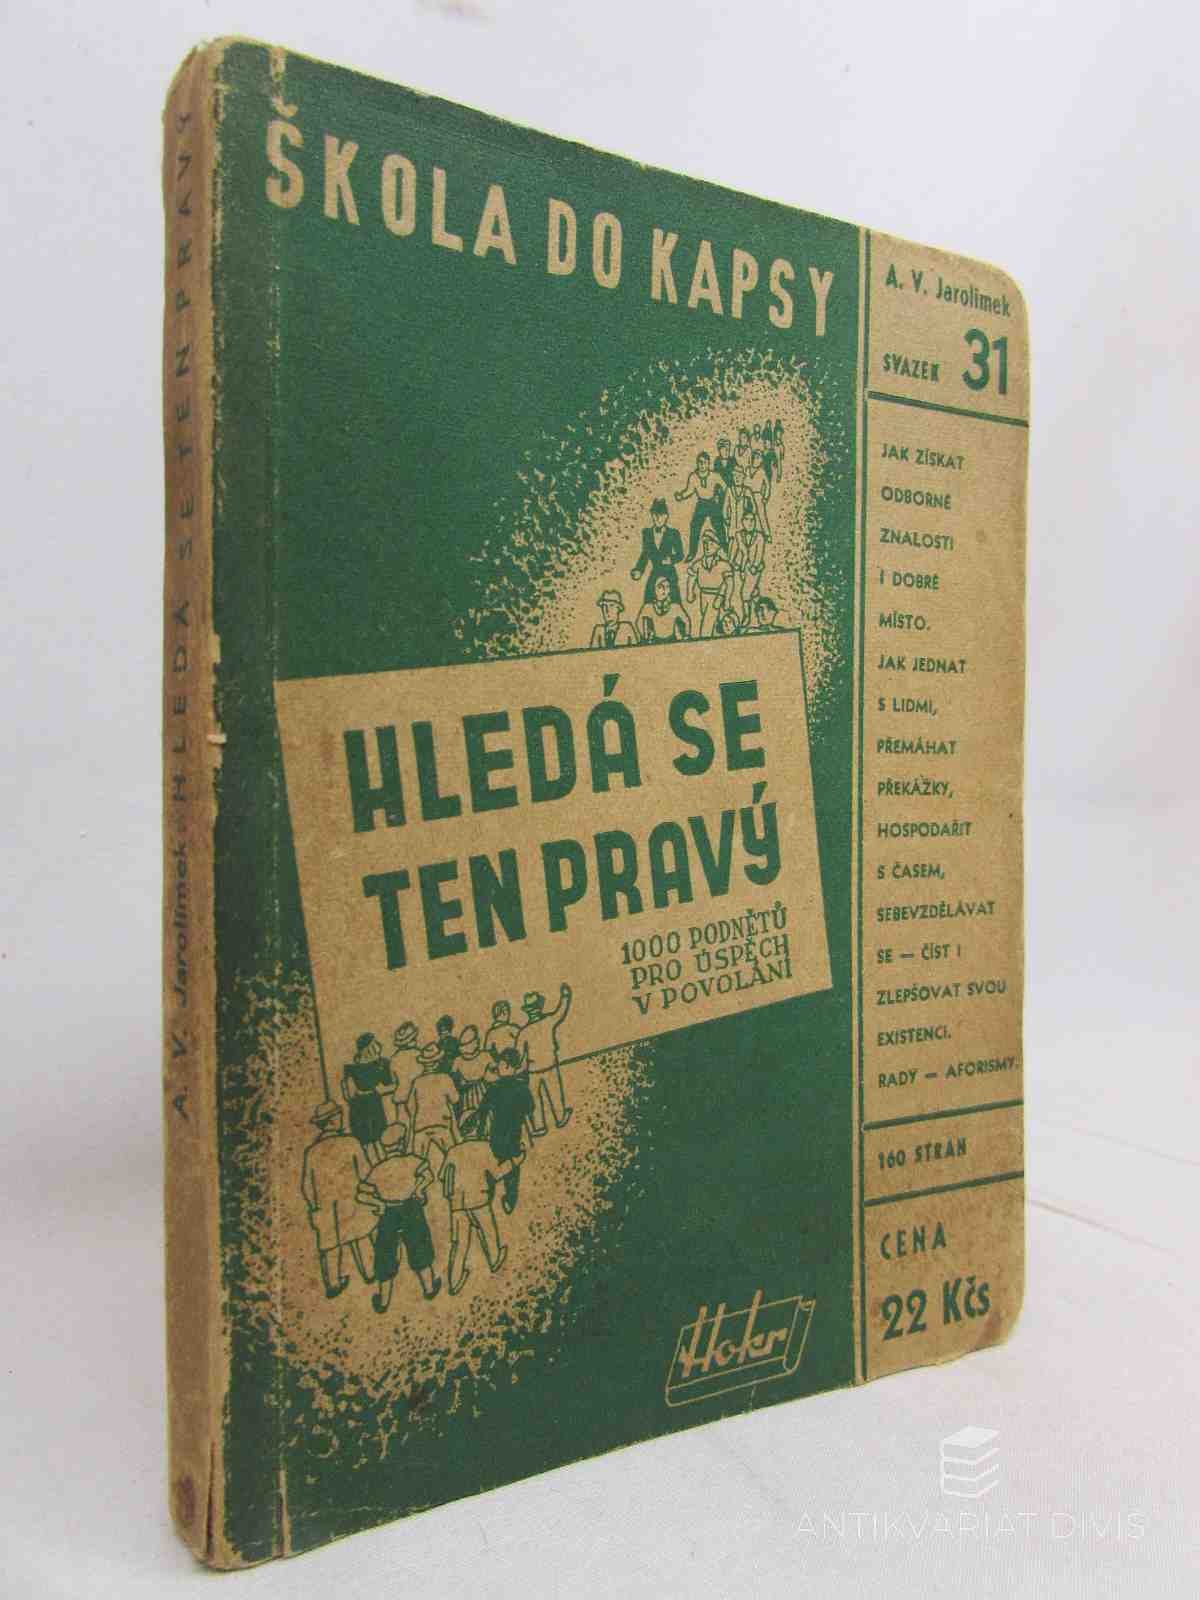 ŠKOLA DO KAPSY
A. V. Jarolímek
SVAZEK 31
JAK ZÍSKAT
ODBORNÉ
ZNALOSTI
I DOBRÉ
MÍSTO.
JAK JEDNAT
S LIDMI,
PŘEMÁHAT
PŘEKÁŽKY,
HOSPODAŘIT
S ČASEM,
SEBEVZDĚLÁVAT
SE — ČÍST I
ZLEPŠOVAT SVOU
EXISTENCI.
RADY — AFORISMY.
160 STRAN
CENA
22 Kčs
HLEDÁ SE
TEN PRAVÝ
1000 PODNĚTŮ
PRO ÚSPĚCH
V POVOLÁNÍ
Hokr
A. V. Jarolímek • HLEDÁ SE TEN PRAVÝ
ANTIKVARIAT DIVIŠ